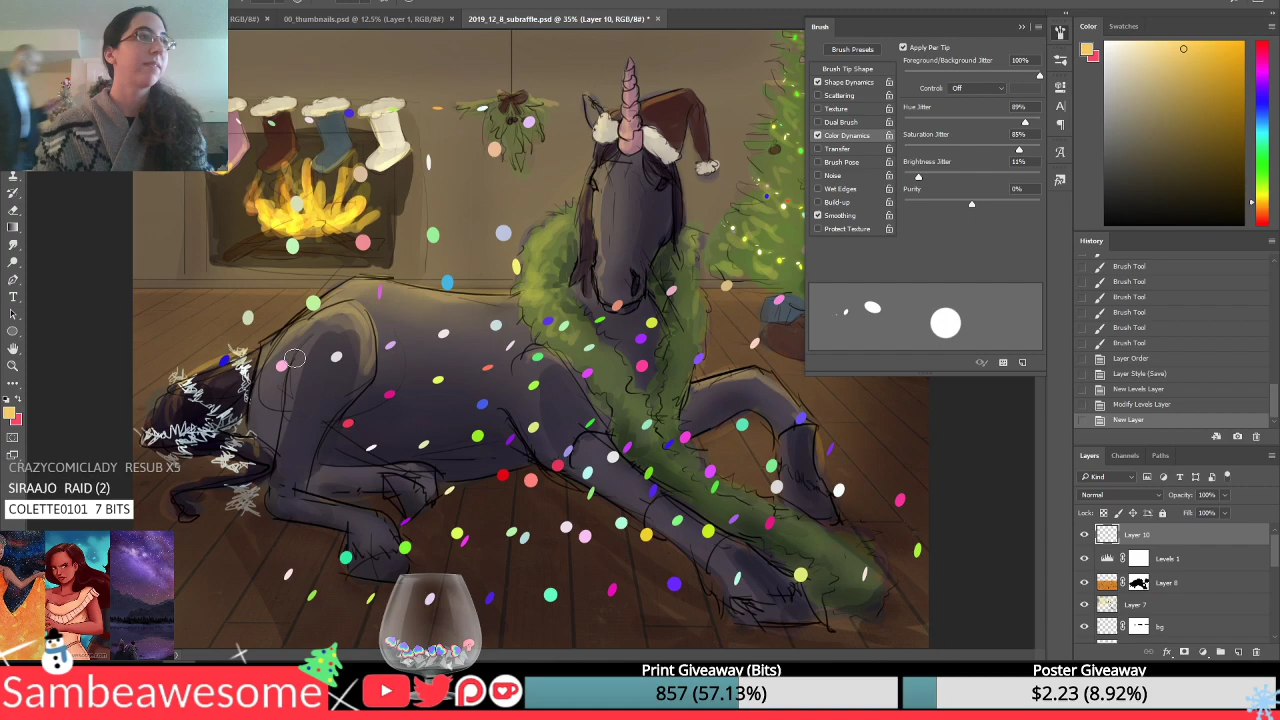 RGB/8#)
00_thumbnails.psd @ 12.5% (Layer 1, RGB/8#)
2019_12_8_subraffle.psd @ 35% (Layer 10, RGB/8#) *
Brush
Brush Presets
Apply Per Tip
Foreground/Background Jitter 100%
Brush Tip Shape
Shape Dynamics
Control: Off
Scattering
Texture
Hue Jitter 89%
Dual Brush
Color Dynamics
Saturation Jitter 85%
Transfer
Brush Pose
Brightness Jitter 11%
Noise
Wet Edges
Purity 0%
Build-up
Smoothing
Protect Texture
Color Swatches
History
Brush Tool
Brush Tool
Brush Tool
Brush Tool
Brush Tool
Brush Tool
Layer Order
Layer Style (Save)
New Levels Layer
Modify Levels Layer
New Layer
Layers Channels Paths
Kind
Normal Opacity: 100%
Lock: Fill: 100%
Layer 10
Levels 1
Layer 8
Layer 7
bg
CRAZYCOMICLADY RESUB X5
SIRAAJO RAID (2)
COLETTE0101 7 BITS
Sambeawesome
Print Giveaway (Bits)
857 (57.13%)
Poster Giveaway
$2.23 (8.92%)